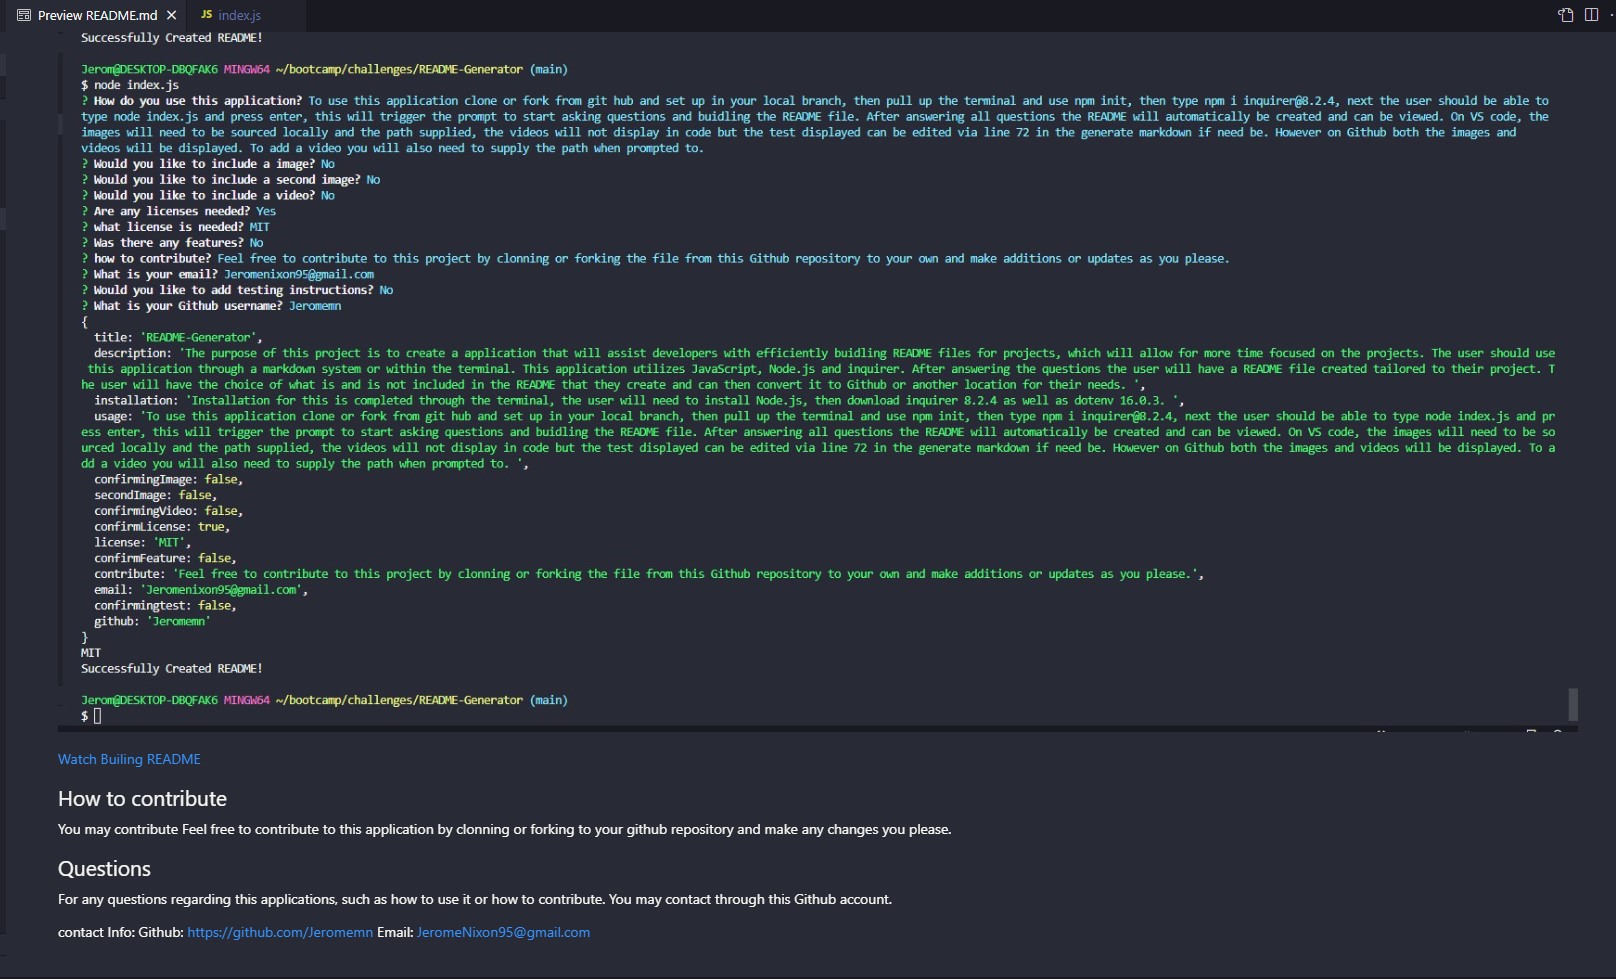 Preview README.md
JS index.js
Successfully Created README!
Jerom@DESKTOP-DBQFAK6 MINGW64 ~/bootcamp/challenges/README-Generator (main)
$ node index.js
? How do you use this application? To use this application clone or fork from git hub and set up in your local branch, then pull up the terminal and use npm init, then type npm i inquirer@8.2.4, next the user should be able to
type node index.js and press enter, this will trigger the prompt to start asking questions and buidling the README file. After answering all questions the README will automatically be created and can be viewed. On VS code, the
images will need to be sourced locally and the path supplied, the videos will not display in code but the test displayed can be edited via line 72 in the generate markdown if need be. However on Github both the images and
videos will be displayed. To add a video you will also need to supply the path when prompted to.
? Would you like to include a image? No
? Would you like to include a second image? No
? Would you like to include a video? No
? Are any licenses needed? Yes
? what license is needed? MIT
? Was there any features? No
? how to contribute? Feel free to contribute to this project by clonning or forking the file from this Github repository to your own and make additions or updates as you please.
? What is your email? Jeromenixon95@gmail.com
? Would you like to add testing instructions? No
? What is your Github username? Jeromemn
{
title: 'README-Generator',
description: 'The purpose of this project is to create a application that will assist developers with efficiently buidling README files for projects, which will allow for more time focused on the projects. The user should use
this application through a markdown system or within the terminal. This application utilizes JavaScript, Node.js and inquirer. After answering the questions the user will have a README file created tailored to their project. T
he user will have the choice of what is and is not included in the README that they create and can then convert it to Github or another location for their needs. ',
installation: 'Installation for this is completed through the terminal, the user will need to install Node.js, then download inquirer 8.2.4 as well as dotenv 16.0.3. ',
usage: 'To use this application clone or fork from git hub and set up in your local branch, then pull up the terminal and use npm init, then type npm i inquirer@8.2.4, next the user should be able to type node index.js and pr
ess enter, this will trigger the prompt to start asking questions and buidling the README file. After answering all questions the README will automatically be created and can be viewed. On VS code, the images will need to be so
urced locally and the path supplied, the videos will not display in code but the test displayed can be edited via line 72 in the generate markdown if need be. However on Github both the images and videos will be displayed. To a
dd a video you will also need to supply the path when prompted to. ',
confirmingImage: false,
secondImage: false,
confirmingVideo: false,
confirmLicense: true,
license: 'MIT',
confirmFeature: false,
contribute: 'Feel free to contribute to this project by clonning or forking the file from this Github repository to your own and make additions or updates as you please.',
email: 'Jeromenixon95@gmail.com',
confirmingtest: false,
github: 'Jeromemn'
}
MIT
Successfully Created README!
Jerom@DESKTOP-DBQFAK6 MINGW64 ~/bootcamp/challenges/README-Generator (main)
$
Watch Builing README
How to contribute
You may contribute Feel free to contribute to this application by clonning or forking to your github repository and make any changes you please.
Questions
For any questions regarding this applications, such as how to use it or how to contribute. You may contact through this Github account.
contact Info: Github: https://github.com/Jeromemn Email: JeromeNixon95@gmail.com